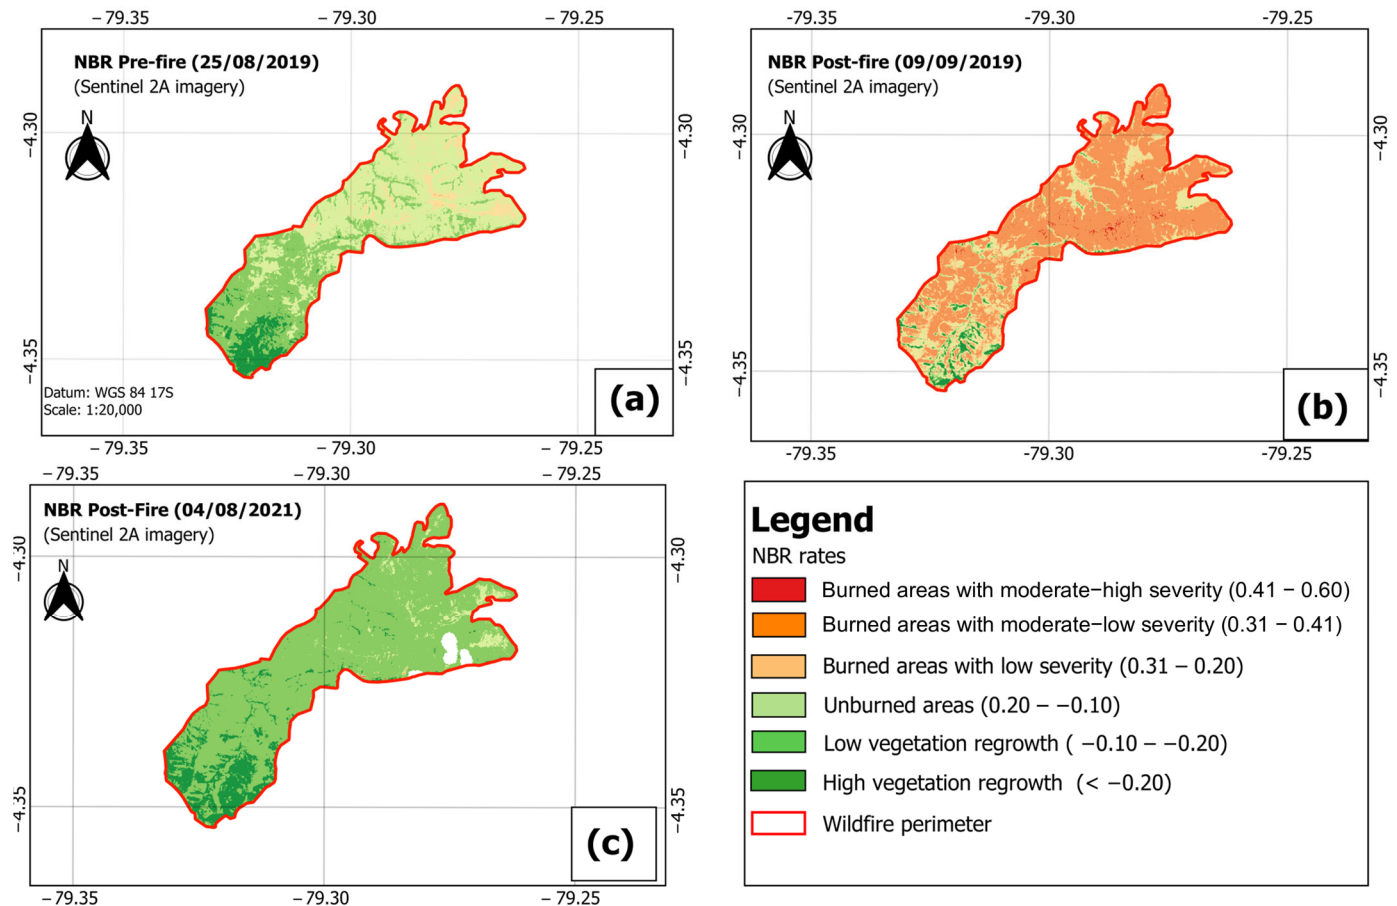 −79.35 −79.30 −79.25
NBR Pre-fire (25/08/2019)
(Sentinel 2A imagery)
N
−4.30 −4.30
−4.35 −4.35
Datum: WGS 84 17S
Scale: 1:20,000
(a)
−79.35 −79.30 −79.25
-79.35 -79.30 -79.25
NBR Post-fire (09/09/2019)
(Sentinel 2A imagery)
N
−4.30 −4.30
−4.35 −4.35
(b)
-79.35 -79.30 -79.25
−79.35 −79.30 −79.25
NBR Post-Fire (04/08/2021)
(Sentinel 2A imagery)
N
−4.30 −4.30
−4.35 −4.35
(c)
−79.35 −79.30 −79.25
Legend
NBR rates
Burned areas with moderate−high severity (0.41 − 0.60)
Burned areas with moderate−low severity (0.31 − 0.41)
Burned areas with low severity (0.31 − 0.20)
Unburned areas (0.20 − −0.10)
Low vegetation regrowth ( −0.10 − −0.20)
High vegetation regrowth (< −0.20)
Wildfire perimeter